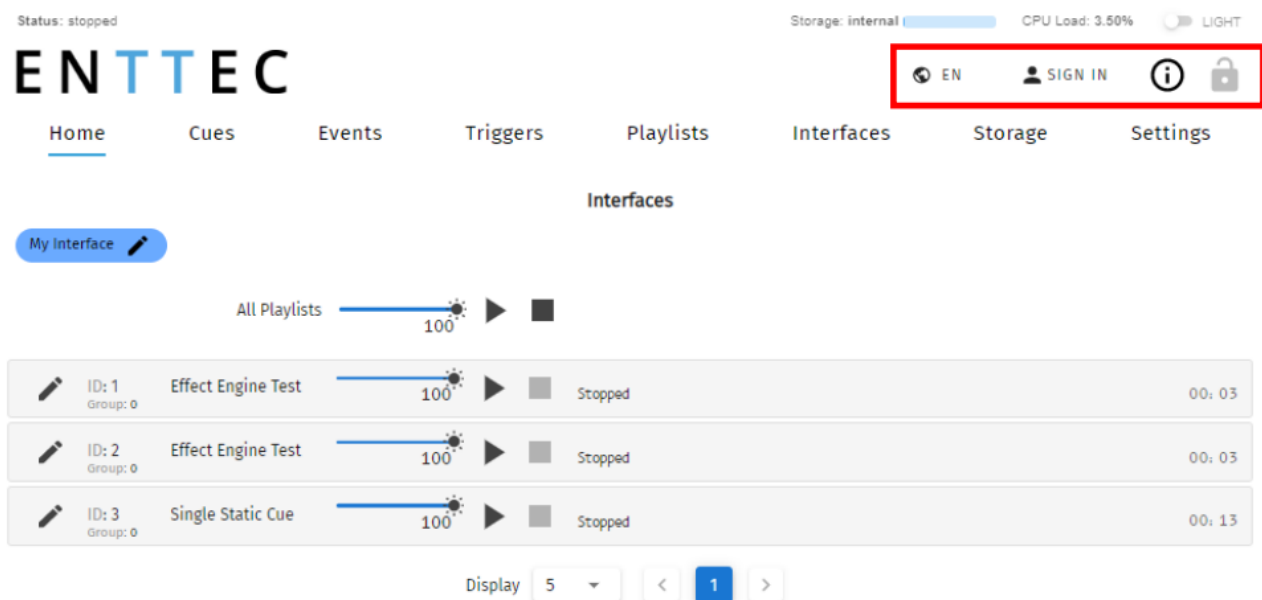 Status: stopped Storage: internal CPU Load: 3.50% LIGHT
ENTTEC EN SIGN IN
Home Cues Events Triggers Playlists Interfaces Storage Settings
Interfaces
My Interface
All Playlists 100
ID: 1 Effect Engine Test 100 Stopped 00: 03
Group: 0
ID: 2 Effect Engine Test 100 Stopped 00: 03
Group: 0
ID: 3 Single Static Cue 100 Stopped 00: 13
Group: 0
Display 5 < 1 >